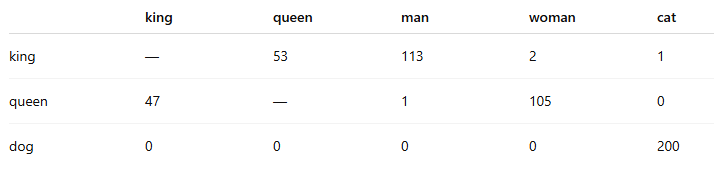 king queen man woman cat
king — 53 113 2 1
queen 47 — 1 105 0
dog 0 0 0 0 200